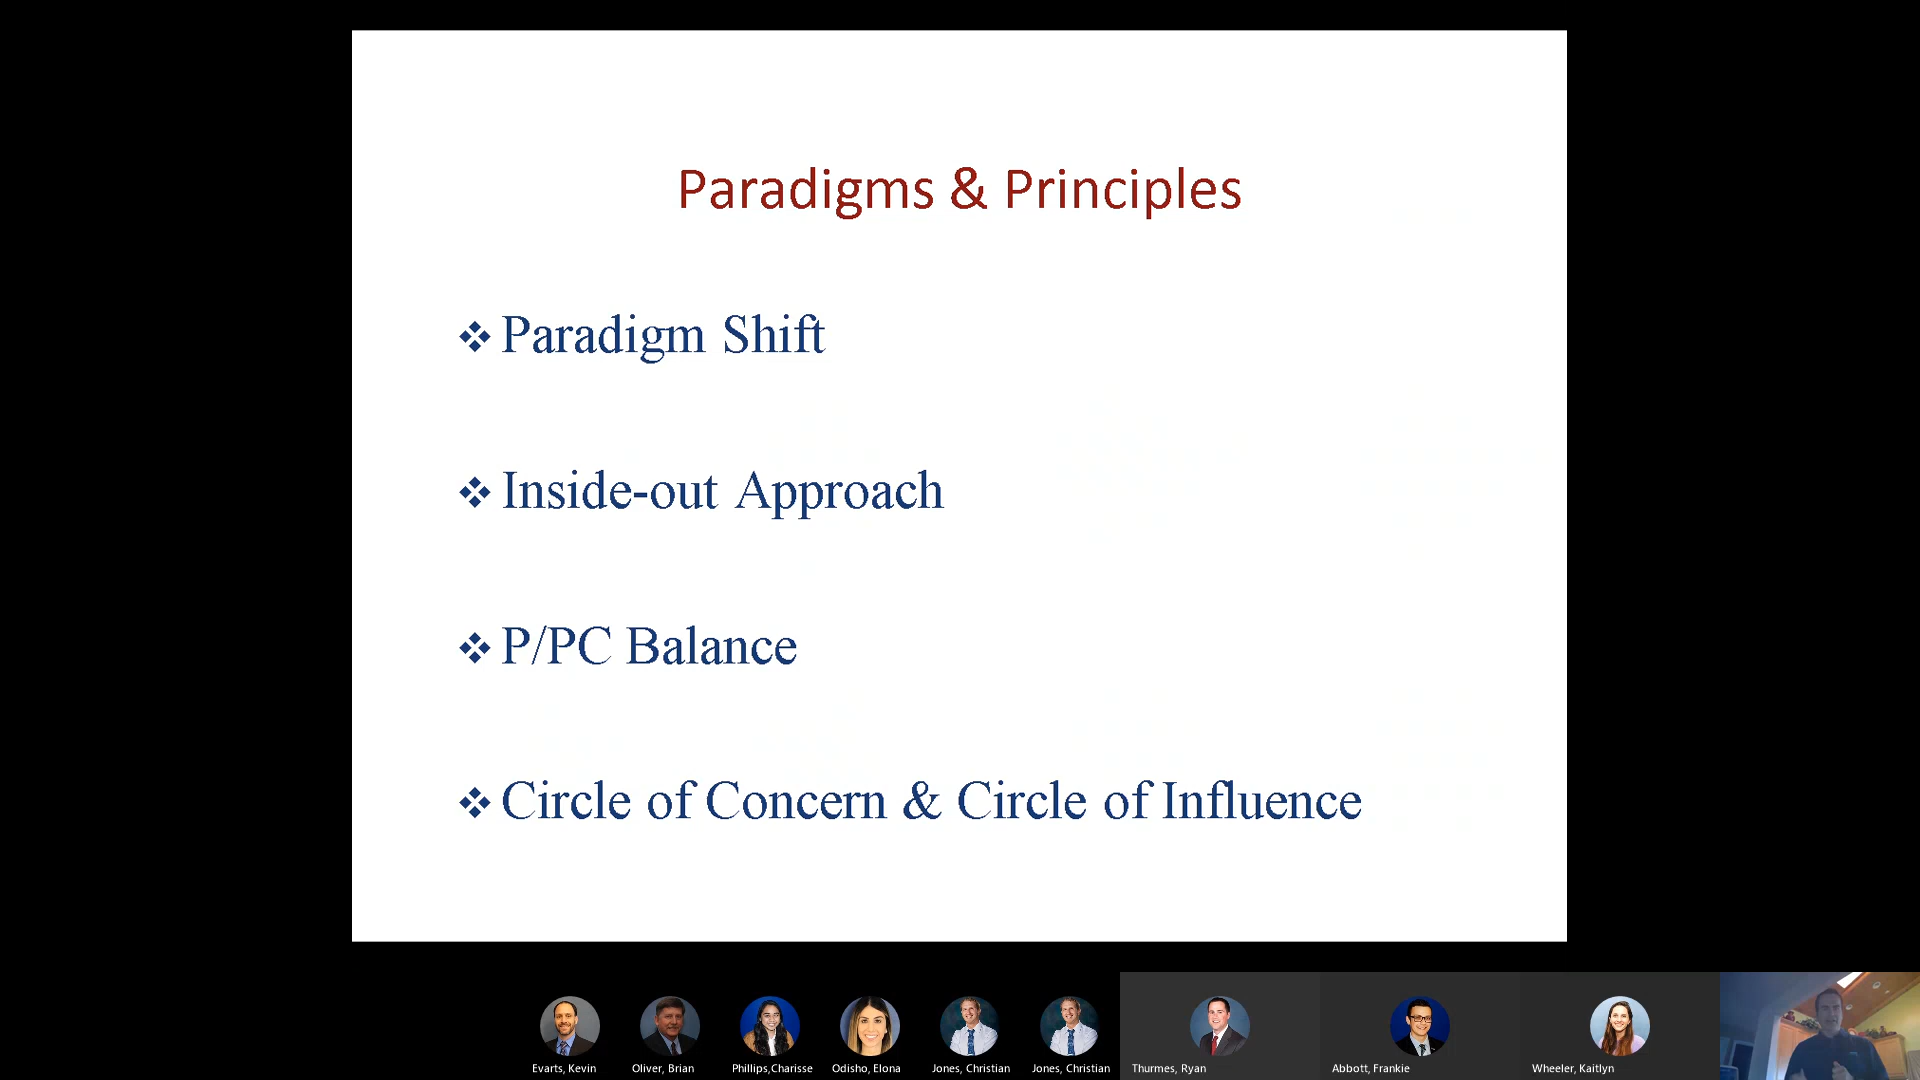 Paradigms & Principles
❖ Paradigm Shift
❖ Inside-out Approach
❖ P/PC Balance
❖ Circle of Concern & Circle of Influence
Evarts, Kevin
Oliver, Brian
Phillips,Charisse
Odisho, Elona
Jones, Christian
Jones, Christian
Thurmes, Ryan
Abbott, Frankie
Wheeler, Kaitlyn